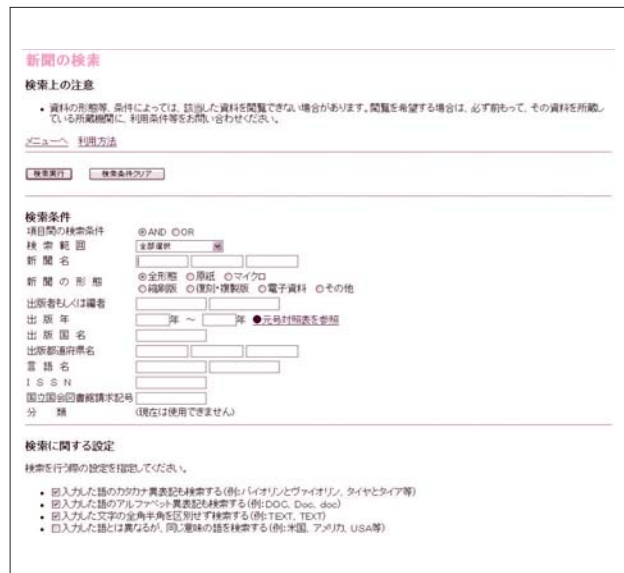 新聞の検索
検索上の注意
• 資料の形態等、条件によっては、該当した資料を閲覧できない場合があります。閲覧を希望する場合は、必ず前もって、その資料を所蔵し
ている所蔵機関に、利用条件等をお問い合わせください。
メニューへ 利用方法
検索実行 検索条件クリア
検索条件
項目間の検索条件 ◉AND ○OR
検 索 範 囲 全部選択
新 聞 名
新 聞 の 形 態 ◉全形態 ○原紙 ○マイクロ
○縮刷版 ○復刻・複製版 ○電子資料 ○その他
出版者もしくは編者
出 版 年 年 ~ 年 ●元号対照表を参照
出 版 国 名
出版都道府県名
言 語 名
I S S N
国立国会図書館請求記号
分 類 (現在は使用できません)
検索に関する設定
検索を行う際の設定を指定してください。
• ☑入力した語のカタカナ異表記も検索する(例:バイオリンとヴァイオリン、タイヤとタイア等)
• ☑入力した語のアルファベット異表記も検索する(例:DOC, Doc, doc)
• ☑入力した文字の全角半角を区別せず検索する(例:TEXT, TEXT)
• ☐入力した語とは異なるが、同じ意味の語を検索する(例:米国, アメリカ, USA等)